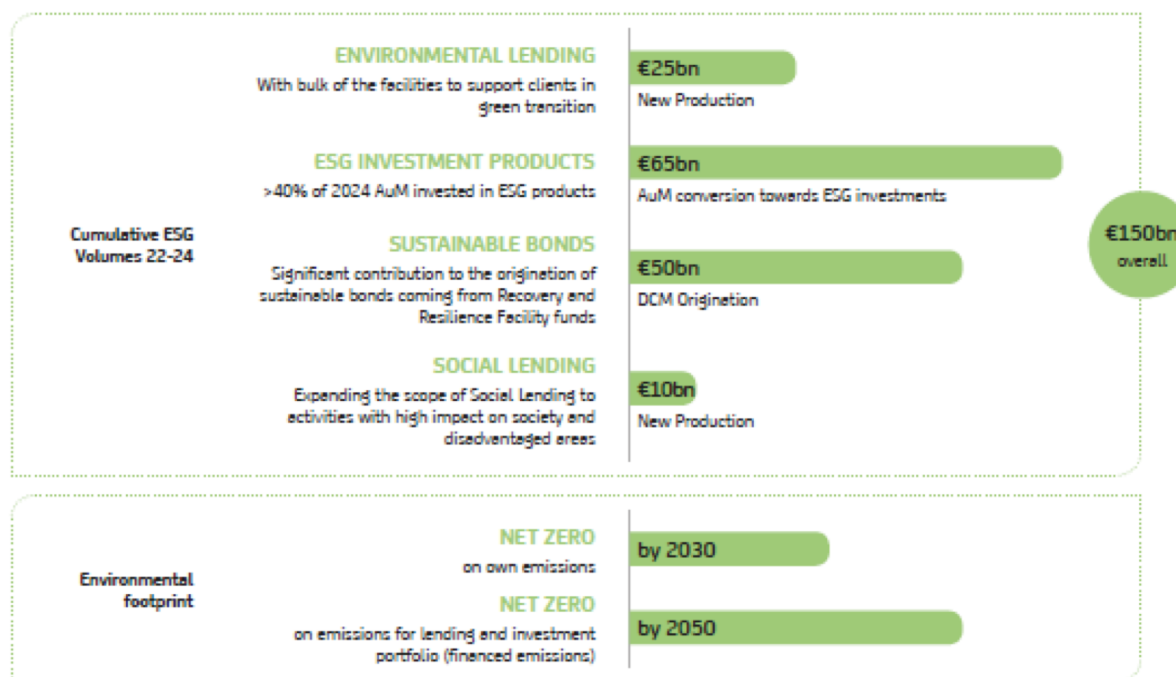 ENVIRONMENTAL LENDING
With bulk of the facilities to support clients in
green transition
€25bn
New Production
ESG INVESTMENT PRODUCTS
>40% of 2024 AuM invested in ESG products
€65bn
AuM conversion towards ESG investments
Cumulative ESG
Volumes 22-24
SUSTAINABLE BONDS
Significant contribution to the origination of
sustainable bonds coming from Recovery and
Resilience Facility funds
€50bn
DCM Origination
€150bn
overall
SOCIAL LENDING
Expanding the scope of Social Lending to
activities with high impact on society and
disadvantaged areas
€10bn
New Production
Environmental
footprint
NET ZERO
on own emissions
by 2030
NET ZERO
on emissions for lending and investment
portfolio (financed emissions)
by 2050